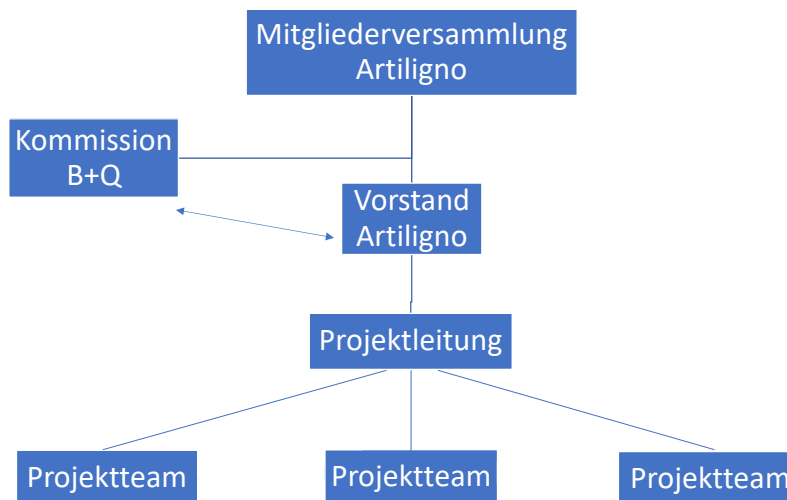 Mitgliederversammlung
Artiligno
Kommission
B+Q
Vorstand
Artiligno
Projektleitung
Projektteam
Projektteam
Projektteam